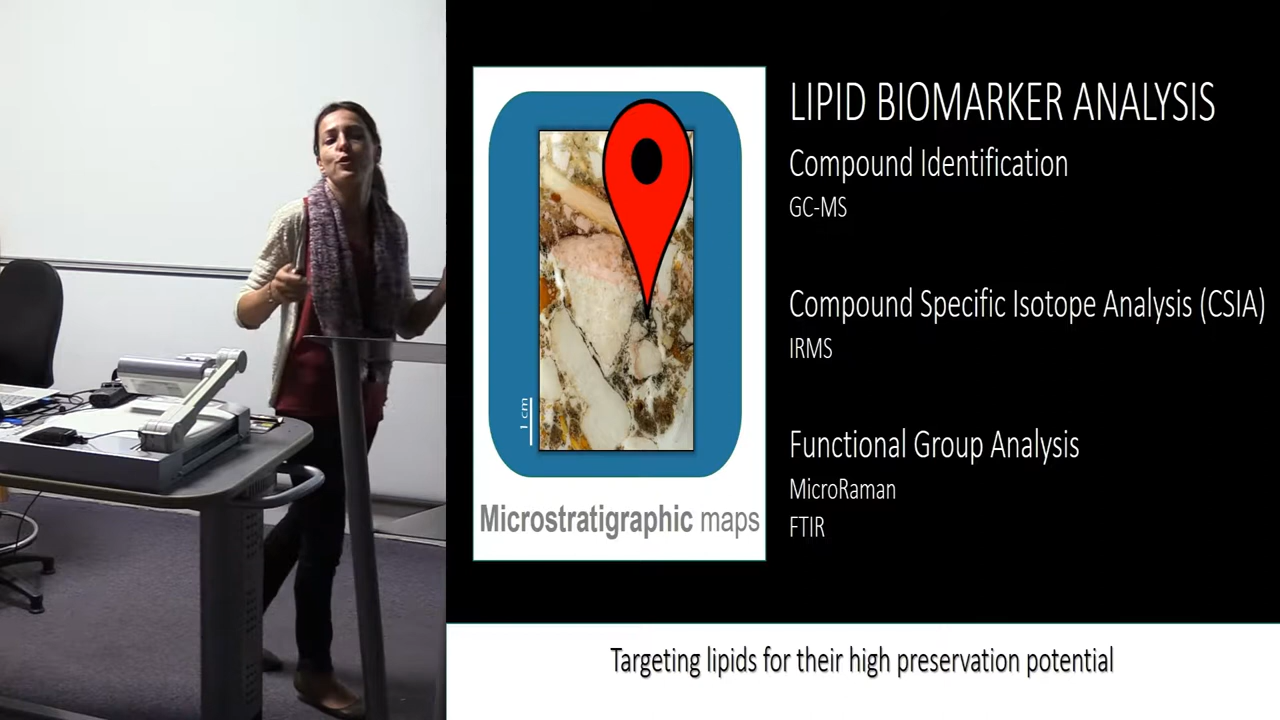 1 cm
Microstratigraphic maps
LIPID BIOMARKER ANALYSIS
Compound Identification
GC-MS
Compound Specific Isotope Analysis (CSIA)
IRMS
Functional Group Analysis
MicroRaman
FTIR
Targeting lipids for their high preservation potential